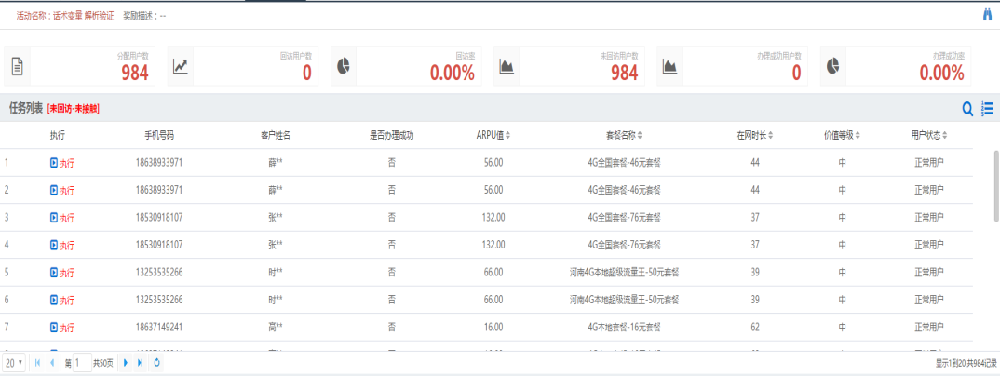 活动名称：话术变量 解析验证 奖励描述：--
分配用户数 回访用户数 回访率 未回访用户数 办理成功用户数 办理成功率
984 0 0.00% 984 0 0.00%
任务列表 [未回访-未接触]
执行 手机号码 客户姓名 是否办理成功 ARPU值 套餐名称 在网时长 价值等级 用户状态
1 执行 18638933971 薛** 否 56.00 4G全国套餐-46元套餐 44 中 正常用户
2 执行 18638933971 薛** 否 56.00 4G全国套餐-46元套餐 44 中 正常用户
3 执行 18530918107 张** 否 132.00 4G全国套餐-76元套餐 37 中 正常用户
4 执行 18530918107 张** 否 132.00 4G全国套餐-76元套餐 37 中 正常用户
5 执行 13253535266 时** 否 66.00 河南4G本地超级流量王-50元套餐 39 中 正常用户
6 执行 13253535266 时** 否 66.00 河南4G本地超级流量王-50元套餐 39 中 正常用户
7 执行 18637149241 高** 否 16.00 4G本地套餐-16元套餐 62 中 正常用户
20 第 1 共50页 显示1到20,共984记录